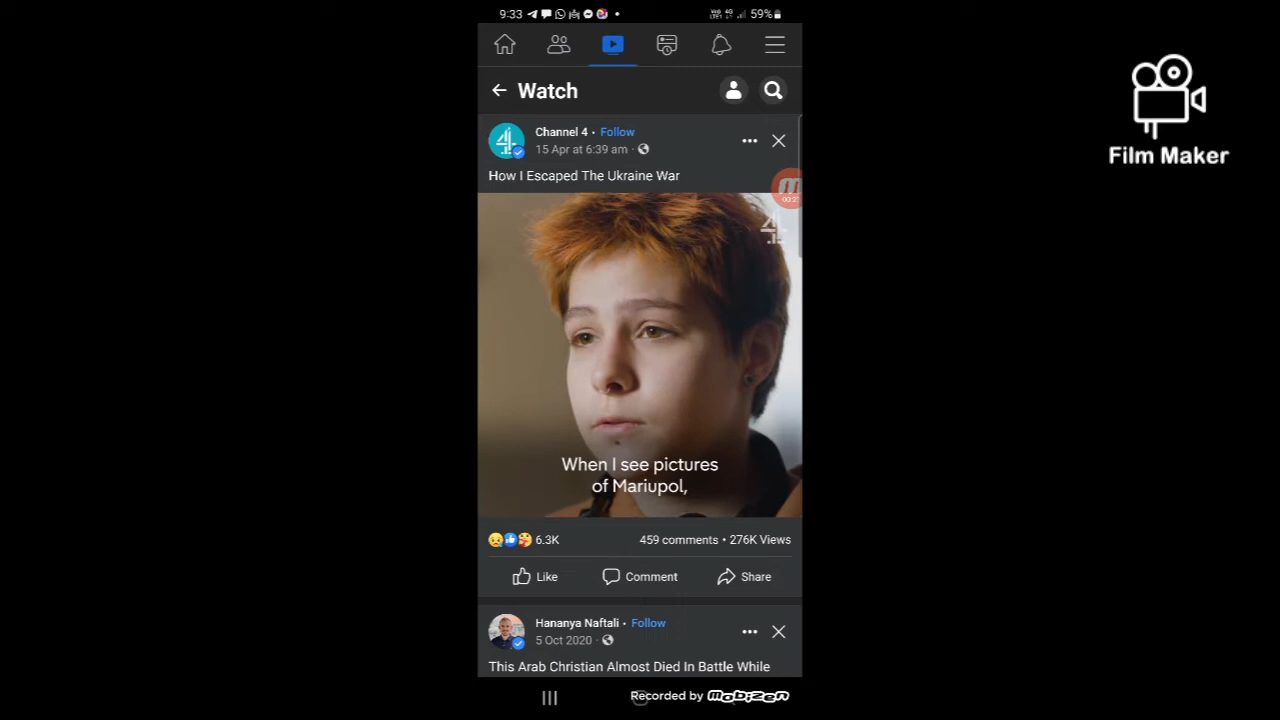 9:33
59%
Film Maker
Watch
Channel 4 • Follow
15 Apr at 6:39 am •
How I Escaped The Ukraine War
When I see pictures
of Mariupol,
6.3K
459 comments • 276K Views
Like
Comment
Share
Hananya Naftali • Follow
5 Oct 2020 •
This Arab Christian Almost Died In Battle While
Recorded by mobizen